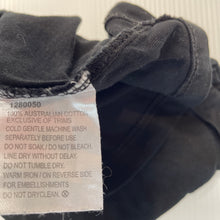 1280050
100% AUSTRALIAN COTTON
EXCLUSIVE OF TRIMS
COLD GENTLE MACHINE WASH
SEPARATELY BEFORE USE
DO NOT SOAK. DO NOT BLEACH.
LINE DRY WITHOUT DELAY.
DO NOT TUMBLE DRY.
WARM IRON / ON REVERSE SIDE
FOR EMBELLISHMENTS
DO NOT DRYCLEAN.